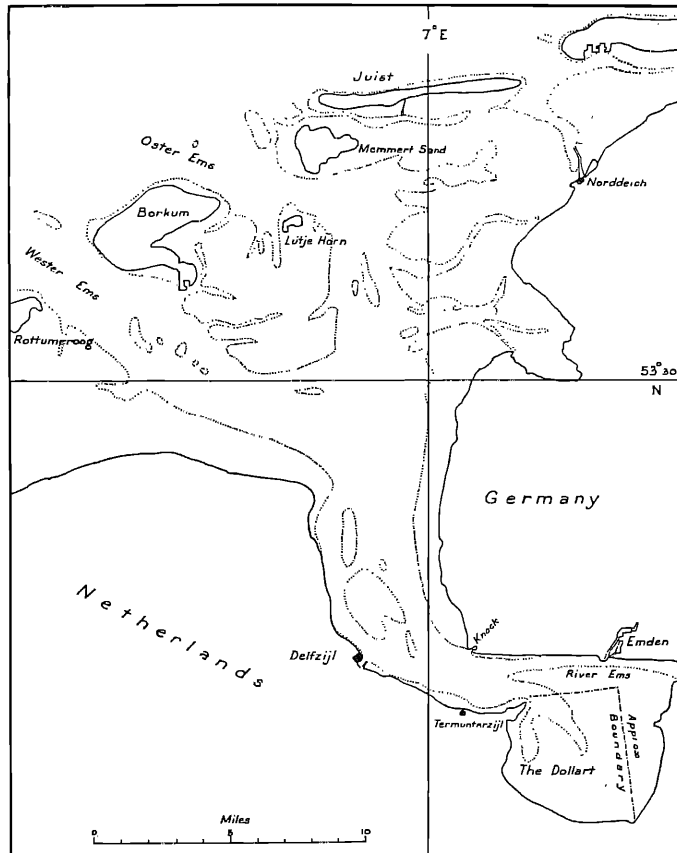 7° E
Juist
Memmert Sand
Oster Ems
Norddeich
Borkum
Lütje Hörn
Wester Ems
Rottumeroog
53° 30
N
Germany
Netherlands
Knock
Emden
Delfzijl
River Ems
Termunterzijl
Approx Boundary
The Dollart
Miles
0 5 10